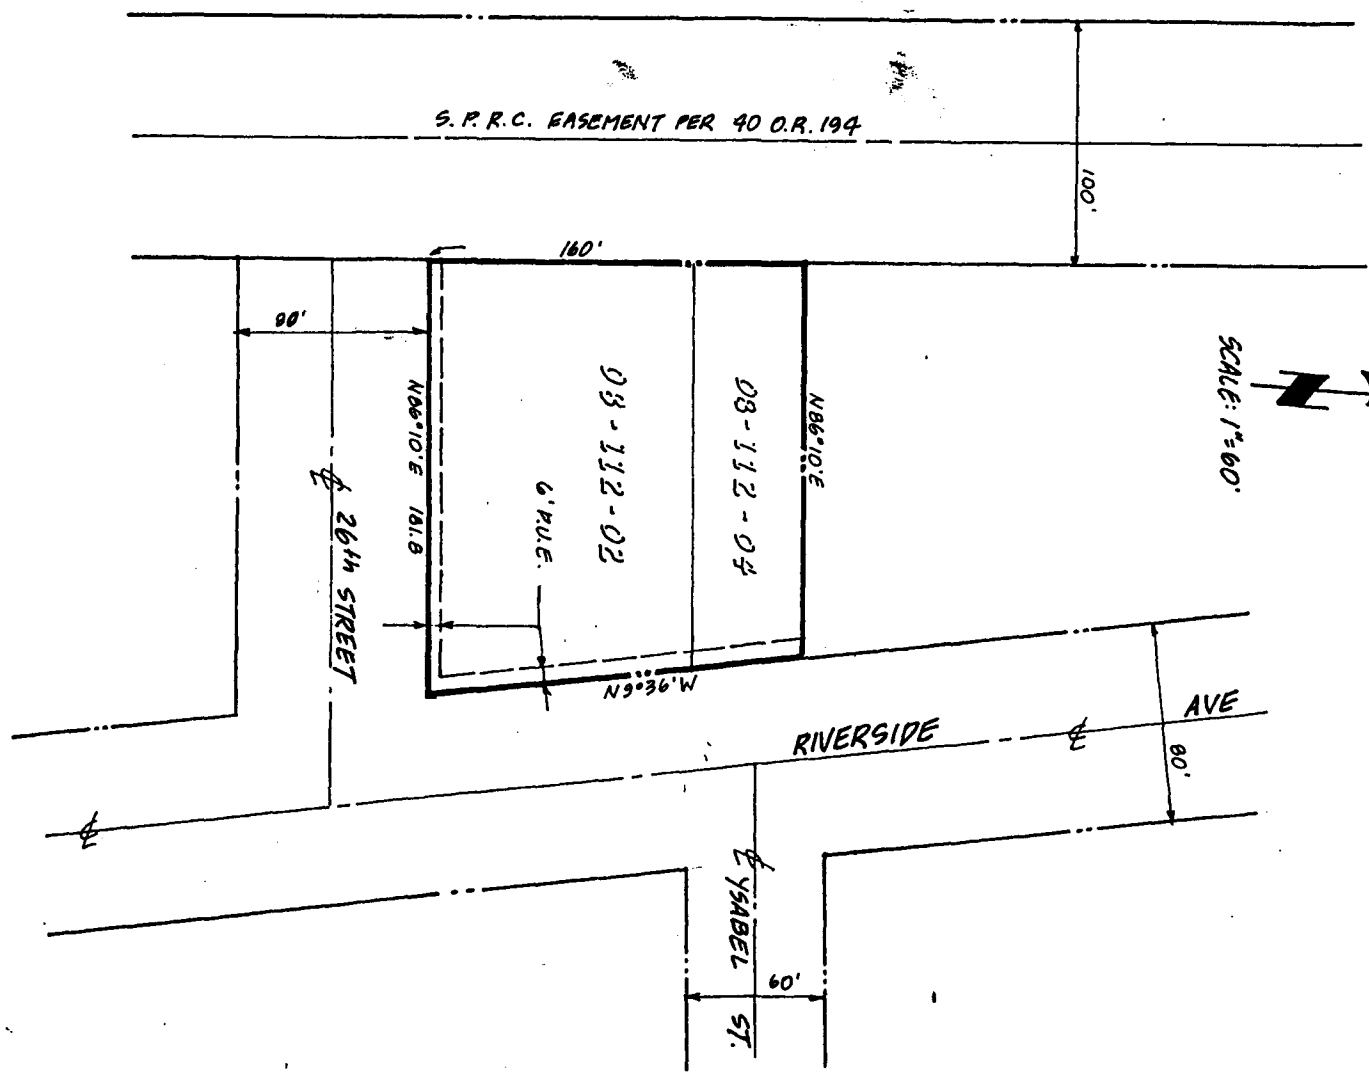 S.P.R.C. EASEMENT PER 40 O.R. 194
100'
160'
80'
N86°10'E 181.8
08-112-02
08-112-04
N86°10'E
SCALE: 1"=60'
6' P.U.E.
℄ 26th STREET
N9°36'W
RIVERSIDE AVE
℄
80'
℄
℄ YSABEL ST.
60'